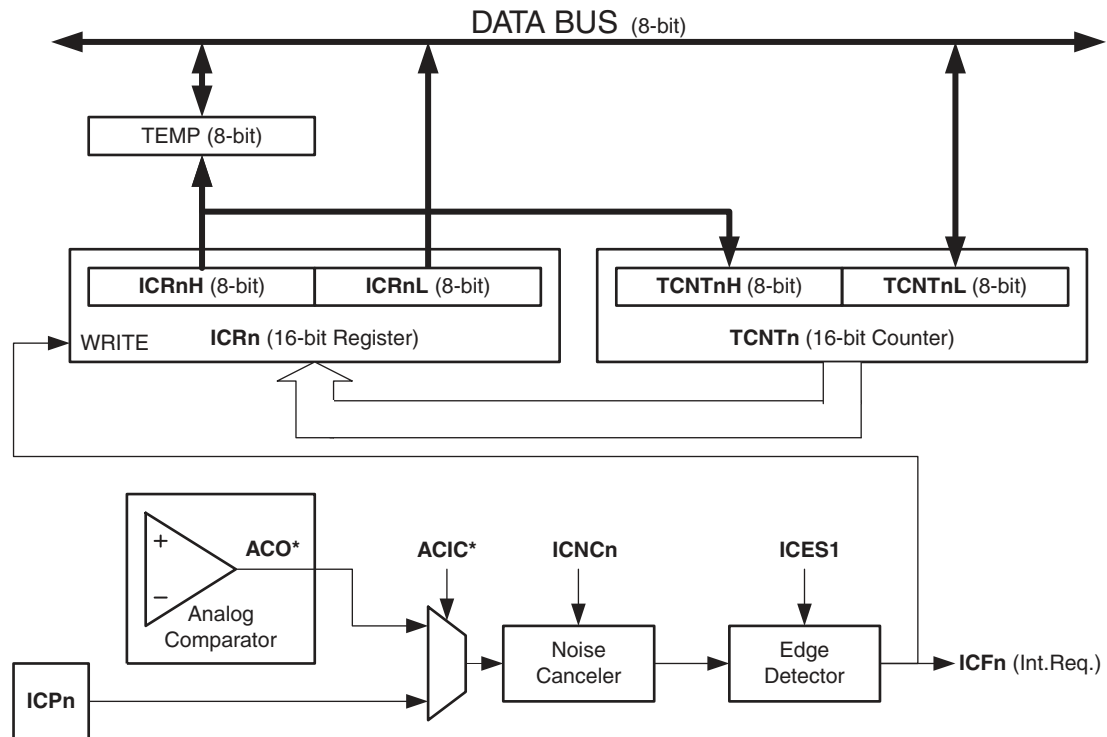 DATA BUS (8-bit)
TEMP (8-bit)
ICRnH (8-bit)
ICRnL (8-bit)
TCNTnH (8-bit)
TCNTnL (8-bit)
WRITE
ICRn (16-bit Register)
TCNTn (16-bit Counter)
+
−
ACO*
Analog
Comparator
ACIC*
ICNCn
ICES1
Noise
Canceler
Edge
Detector
ICFn (Int.Req.)
ICPn